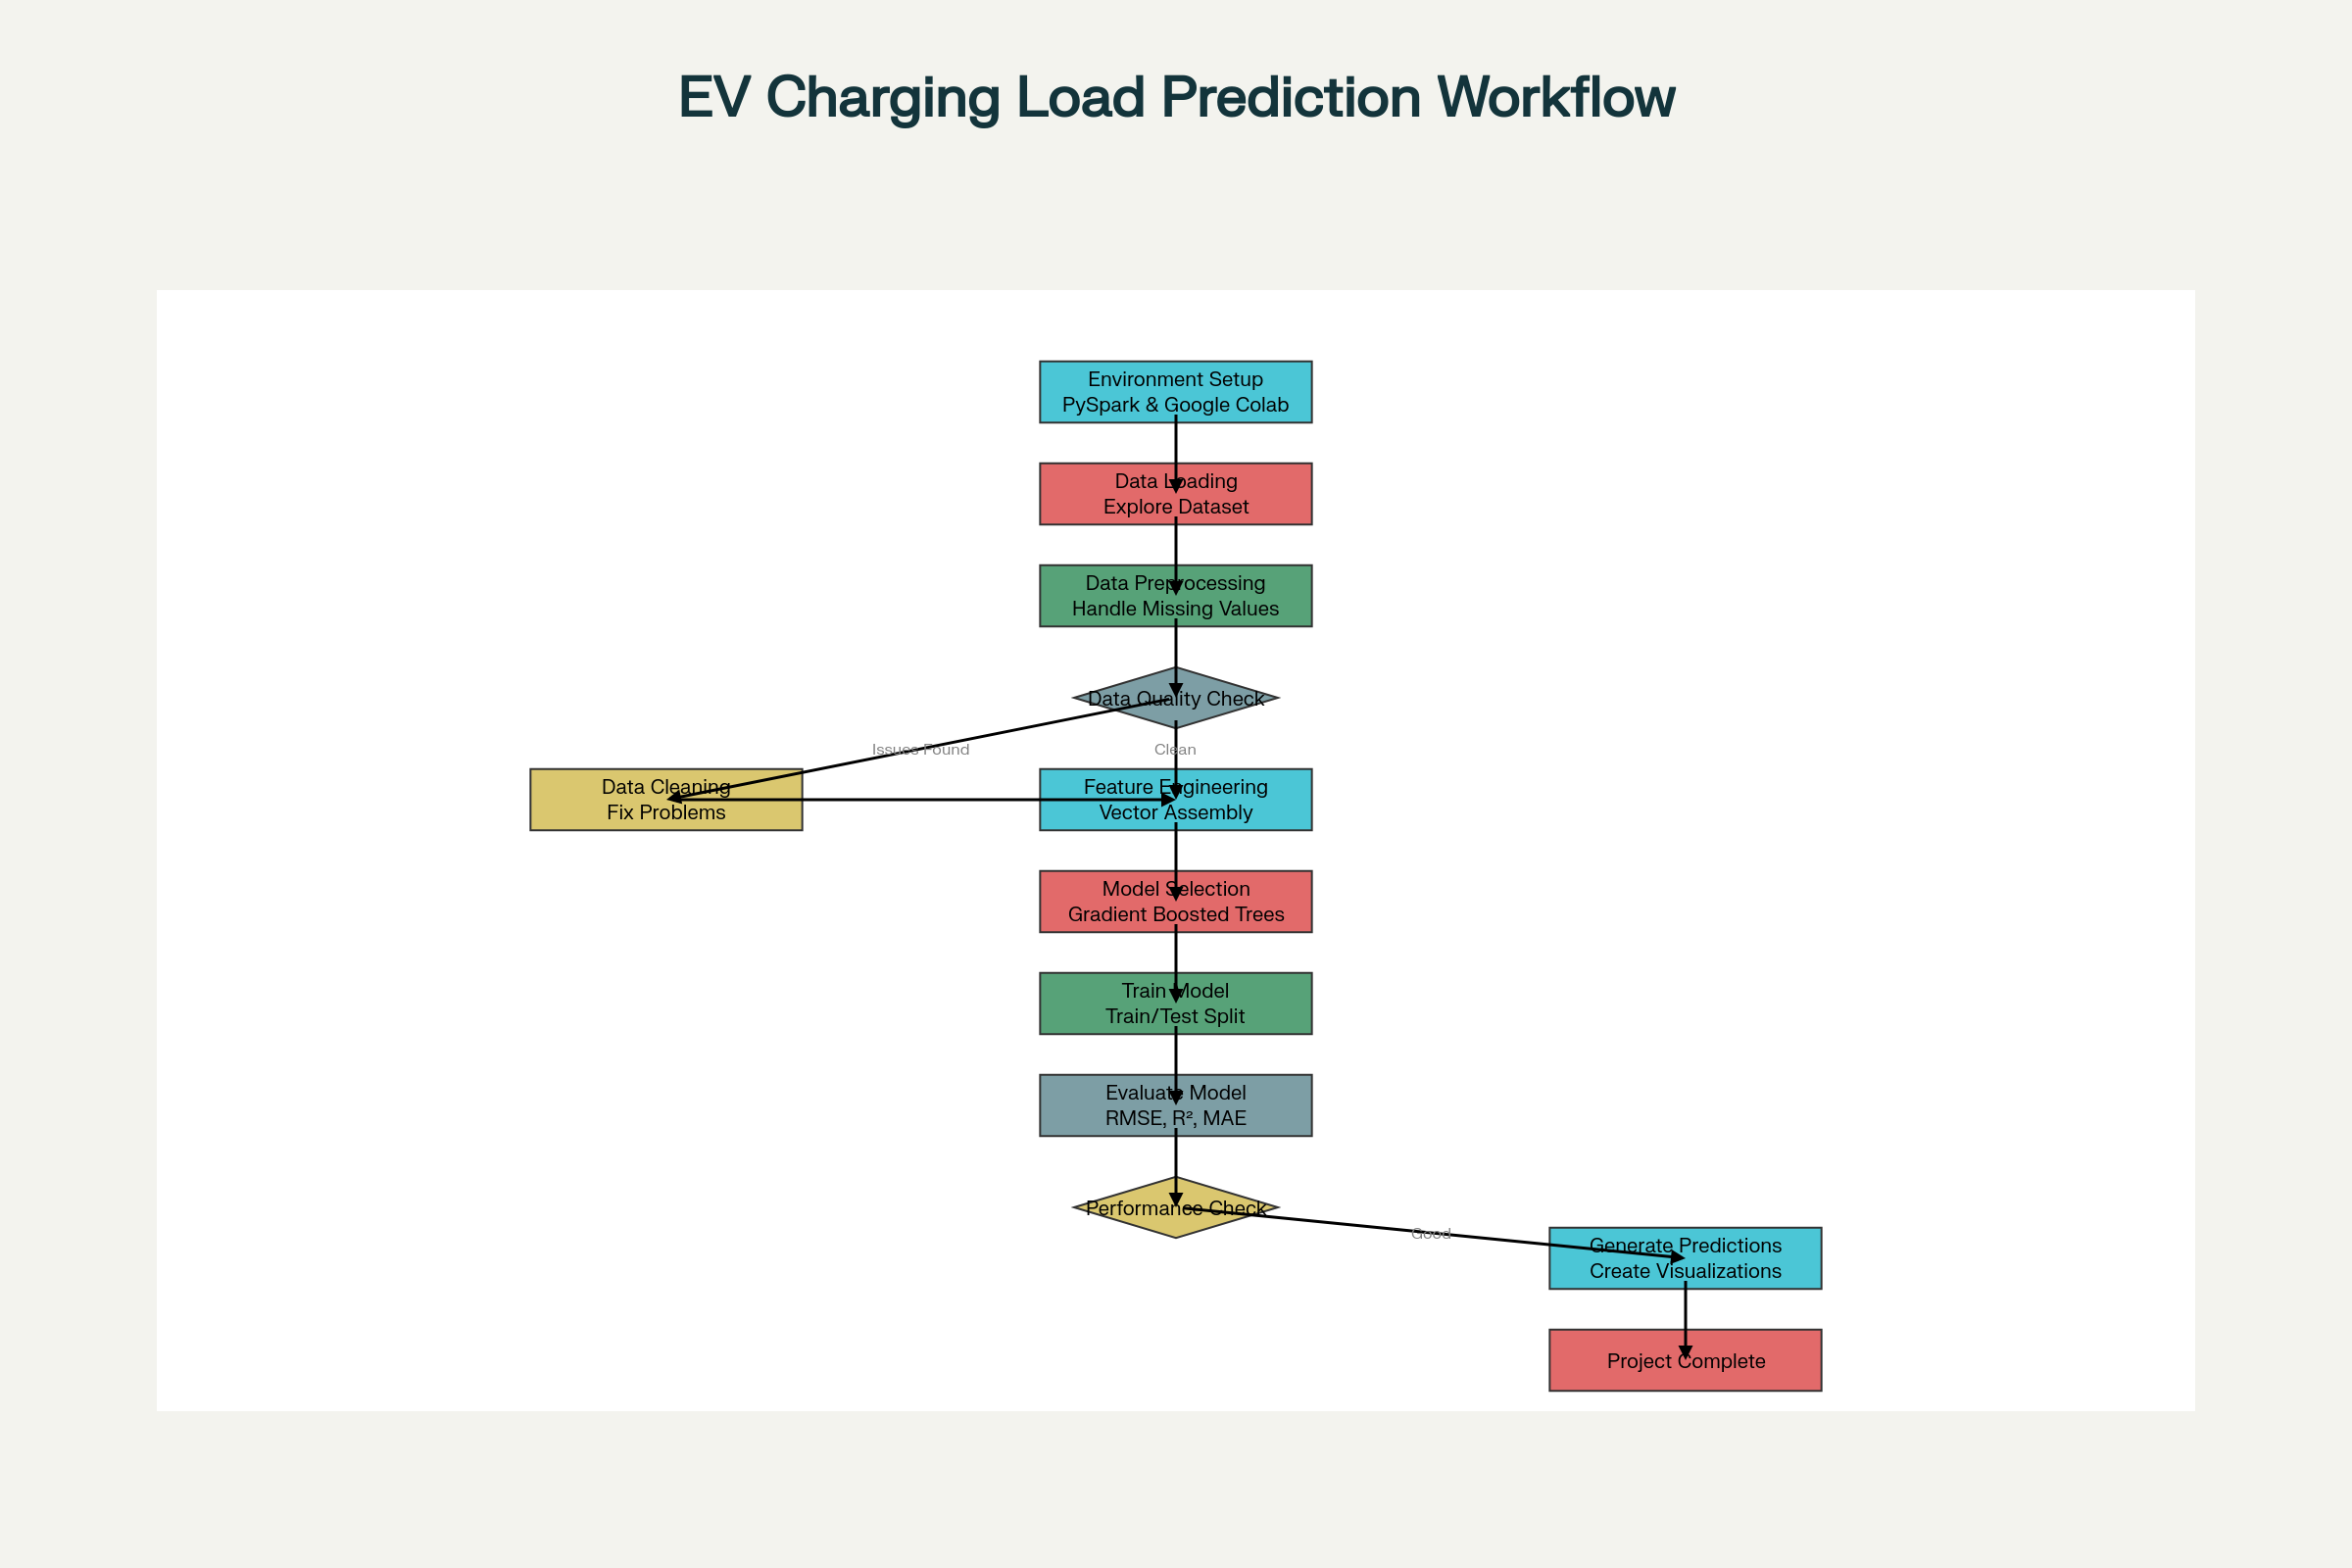 EV Charging Load Prediction Workflow
Environment Setup
PySpark & Google Colab
Data Loading
Explore Dataset
Data Preprocessing
Handle Missing Values
Data Quality Check
Issues Found
Clean
Data Cleaning
Fix Problems
Feature Engineering
Vector Assembly
Model Selection
Gradient Boosted Trees
Train Model
Train/Test Split
Evaluate Model
RMSE, R², MAE
Performance Check
Good
Generate Predictions
Create Visualizations
Project Complete